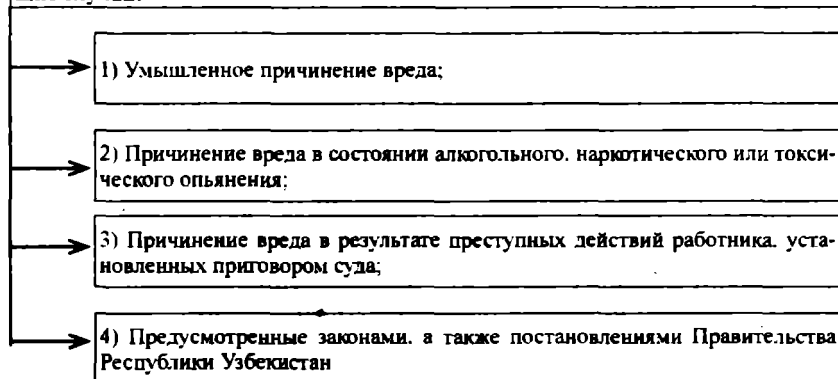 1) Умышленное причинение вреда;
2) Причинение вреда в состоянии алкогольного. наркотического или токси-
ческого опьянения;
3) Причинение вреда в результате преступных действий работника. уста-
новленных приговором суда;
4) Предусмотренные законами. а также постановлениями Правительства
Республики Узбекистан